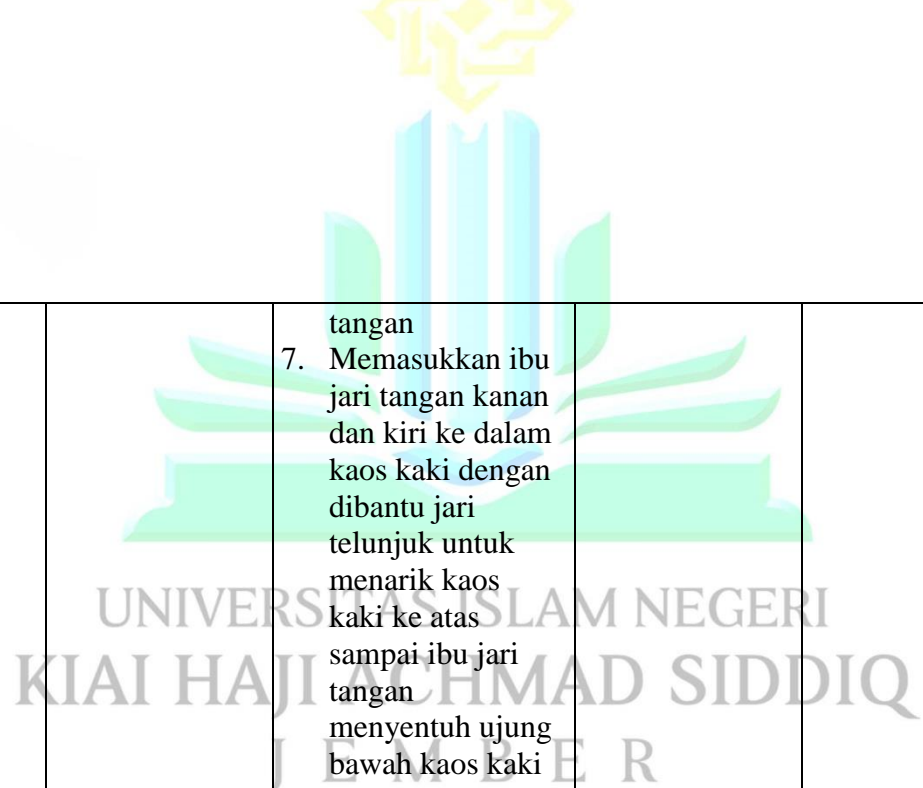 tangan
7. Memasukkan ibu
jari tangan kanan
dan kiri ke dalam
kaos kaki dengan
dibantu jari
telunjuk untuk
menarik kaos
kaki ke atas
sampai ibu jari
tangan
menyentuh ujung
bawah kaos kaki
UNIVERSITAS ISLAM NEGERI
KIAI HAJI ACHMAD SIDDIQ
JEMBER